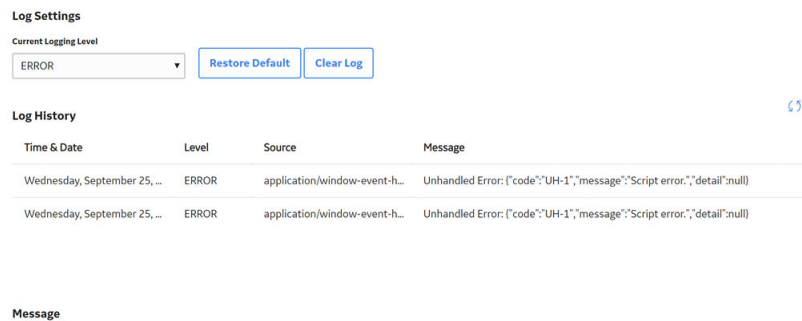 Log Settings
Current Logging Level
ERROR
Restore Default
Clear Log
Log History
Time & Date Level Source Message
Wednesday, September 25, ... ERROR application/window-event-h... Unhandled Error: {"code":"UH-1","message":"Script error.","detail":null}
Wednesday, September 25, ... ERROR application/window-event-h... Unhandled Error: {"code":"UH-1","message":"Script error.","detail":null}
Message